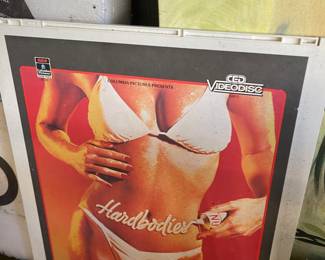 CED
VIDEODISC
COLUMBIA PICTURES PRESENTS
Hardbodies